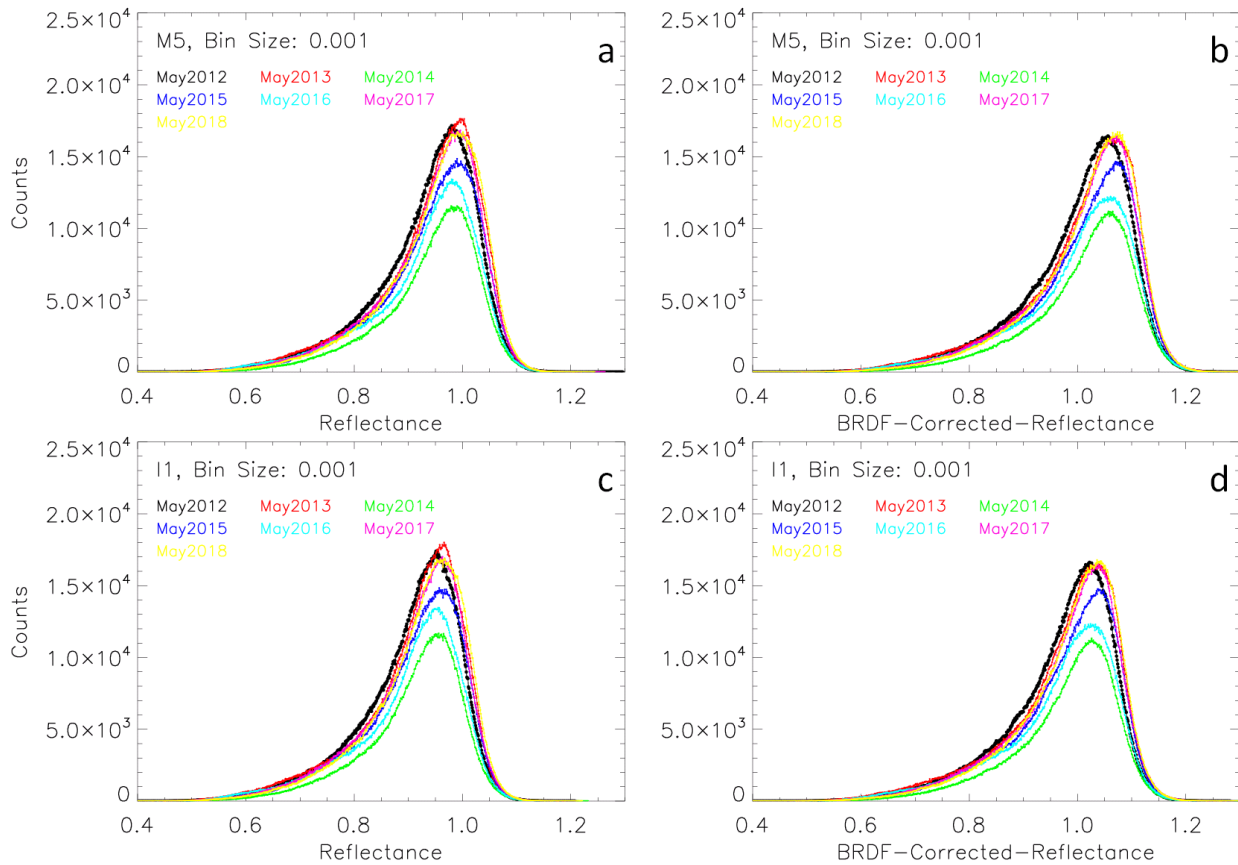 M5, Bin Size: 0.001
a
May2012 May2013 May2014
May2015 May2016 May2017
May2018
2.5×10⁴
2.0×10⁴
1.5×10⁴
1.0×10⁴
5.0×10³
0
Counts
0.4 0.6 0.8 1.0 1.2
Reflectance
M5, Bin Size: 0.001
b
May2012 May2013 May2014
May2015 May2016 May2017
May2018
2.5×10⁴
2.0×10⁴
1.5×10⁴
1.0×10⁴
5.0×10³
0
0.4 0.6 0.8 1.0 1.2
BRDF-Corrected-Reflectance
I1, Bin Size: 0.001
c
May2012 May2013 May2014
May2015 May2016 May2017
May2018
2.5×10⁴
2.0×10⁴
1.5×10⁴
1.0×10⁴
5.0×10³
0
Counts
0.4 0.6 0.8 1.0 1.2
Reflectance
I1, Bin Size: 0.001
d
May2012 May2013 May2014
May2015 May2016 May2017
May2018
2.5×10⁴
2.0×10⁴
1.5×10⁴
1.0×10⁴
5.0×10³
0
0.4 0.6 0.8 1.0 1.2
BRDF-Corrected-Reflectance